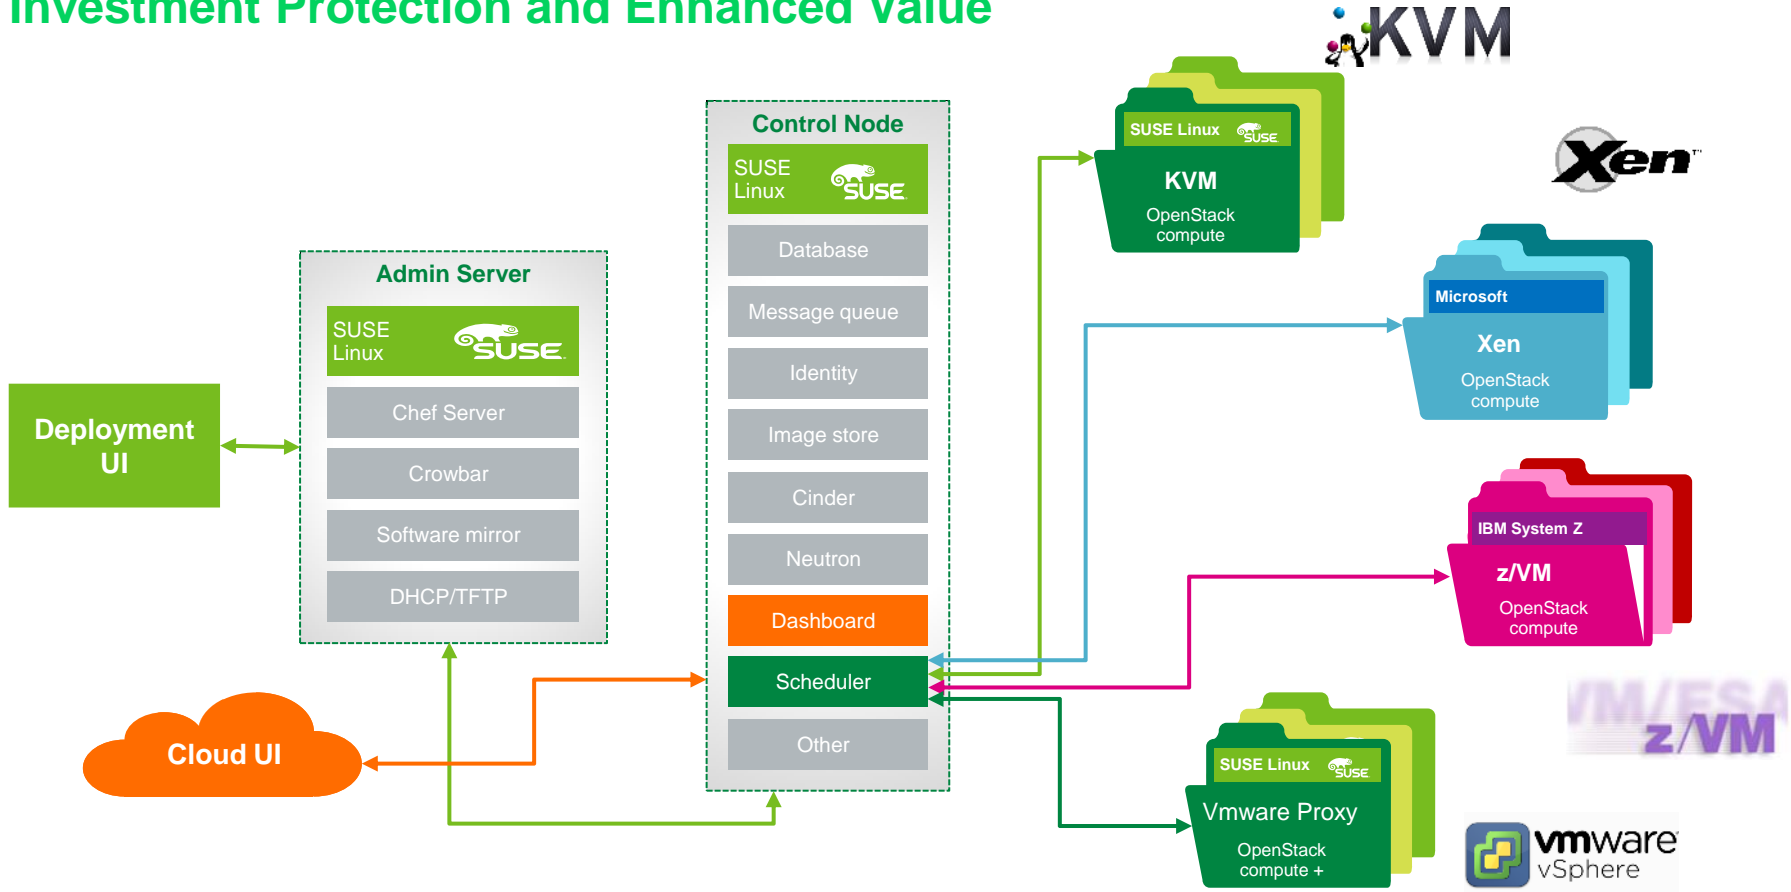 Investment Protection and Enhanced Value
KVM
Control Node
SUSE
Linux
SUSE
Database
Message queue
Identity
Image store
Cinder
Neutron
Dashboard
Scheduler
Other
Admin Server
SUSE
Linux
SUSE
Chef Server
Crowbar
Software mirror
DHCP/TFTP
Deployment
UI
Cloud UI
SUSE Linux SUSE
KVM
OpenStack
compute
Xen™
Microsoft
Xen
OpenStack
compute
IBM System Z
z/VM
OpenStack
compute
VM/ESA
z/VM
SUSE Linux SUSE
Vmware Proxy
OpenStack
compute +
vmware
vSphere